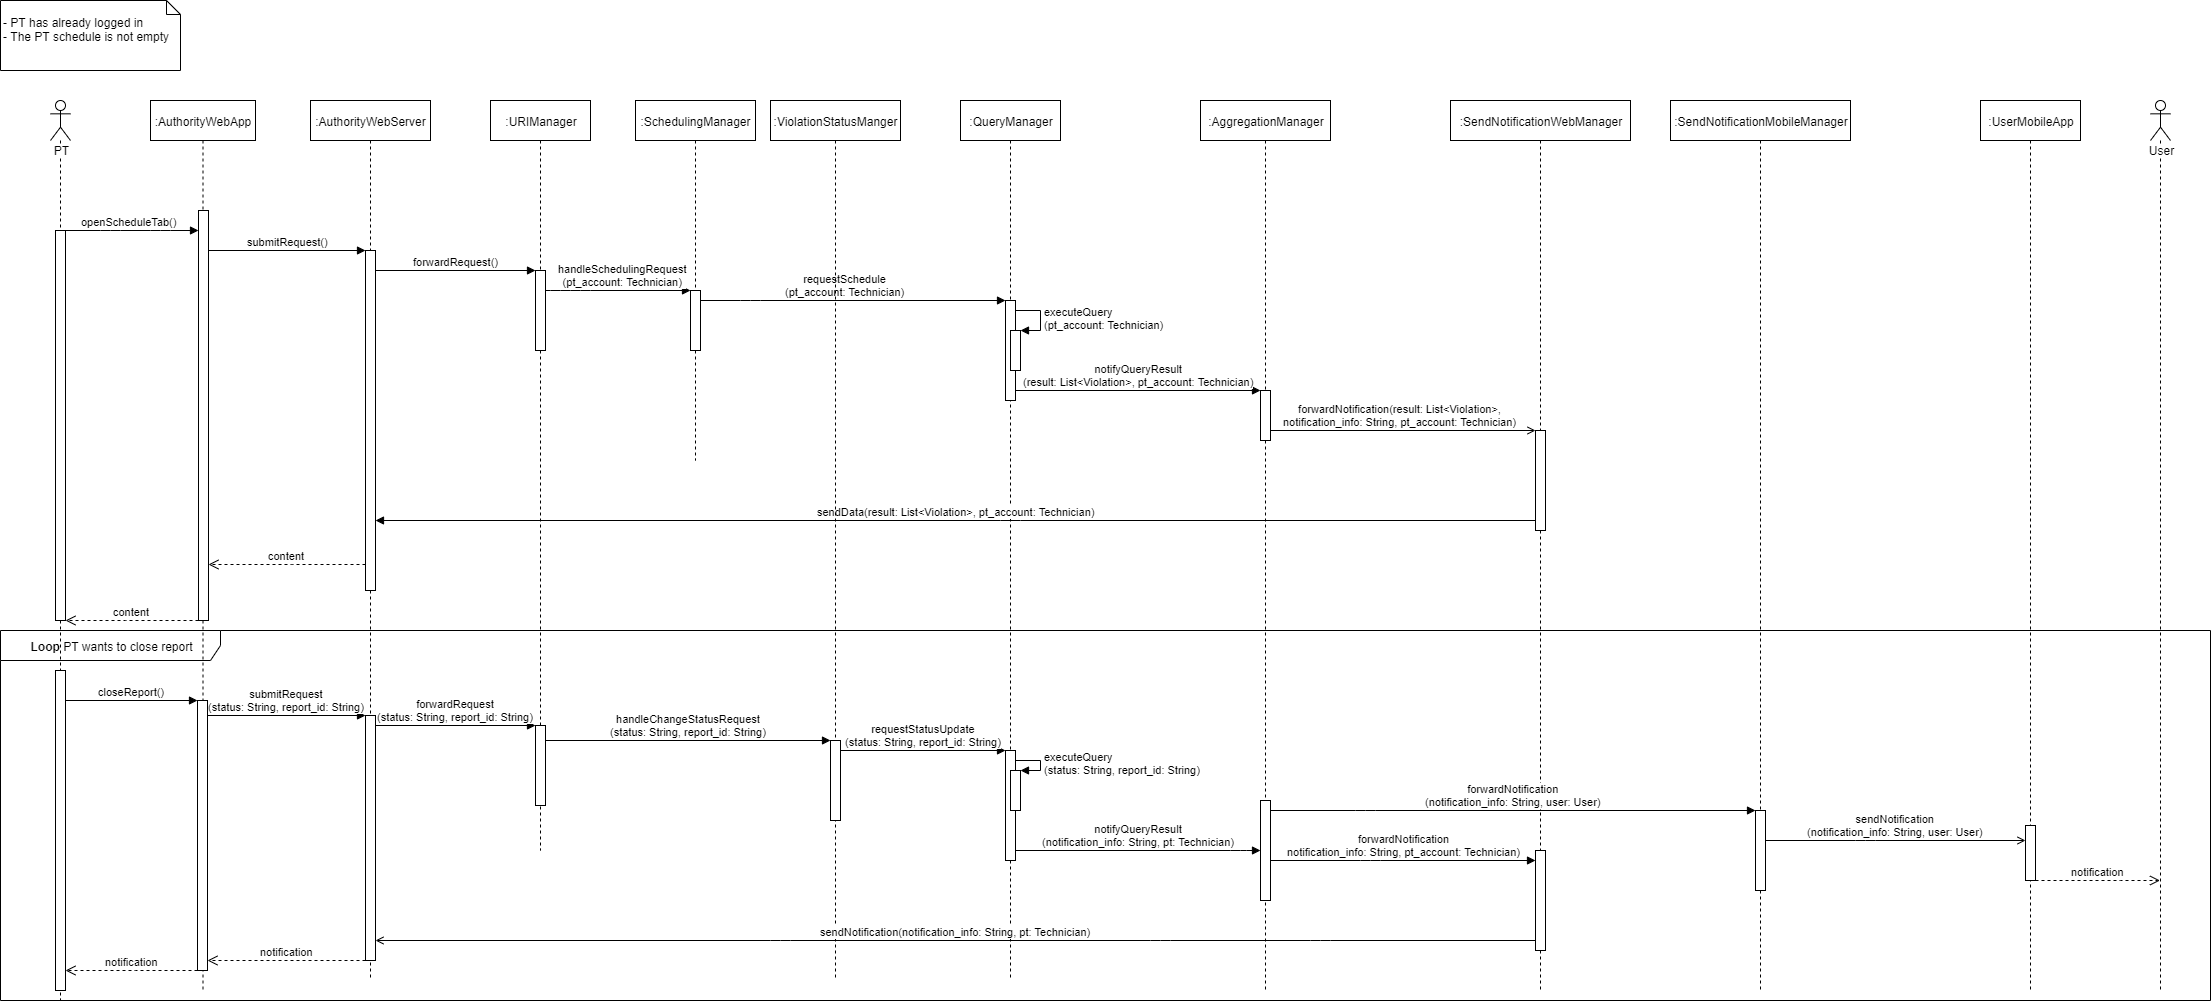 - PT has already logged in
- The PT schedule is not empty
PT
:AuthorityWebApp
:AuthorityWebServer
:URIManager
:SchedulingManager
:ViolationStatusManger
:QueryManager
:AggregationManager
:SendNotificationWebManager
:SendNotificationMobileManager
:UserMobileApp
User
openScheduleTab()
submitRequest()
forwardRequest()
handleSchedulingRequest
(pt_account: Technician)
requestSchedule
(pt_account: Technician)
executeQuery
(pt_account: Technician)
notifyQueryResult
(result: List<Violation>, pt_account: Technician)
forwardNotification(result: List<Violation>,
notification_info: String, pt_account: Technician)
sendData(result: List<Violation>, pt_account: Technician)
content
content
Loop PT wants to close report
closeReport()
submitRequest
(status: String, report_id: String)
forwardRequest
(status: String, report_id: String)
handleChangeStatusRequest
(status: String, report_id: String)
requestStatusUpdate
(status: String, report_id: String)
executeQuery
(status: String, report_id: String)
forwardNotification
(notification_info: String, user: User)
sendNotification
(notification_info: String, user: User)
notifyQueryResult
(notification_info: String, pt: Technician)
forwardNotification
notification_info: String, pt_account: Technician)
notification
sendNotification(notification_info: String, pt: Technician)
notification
notification